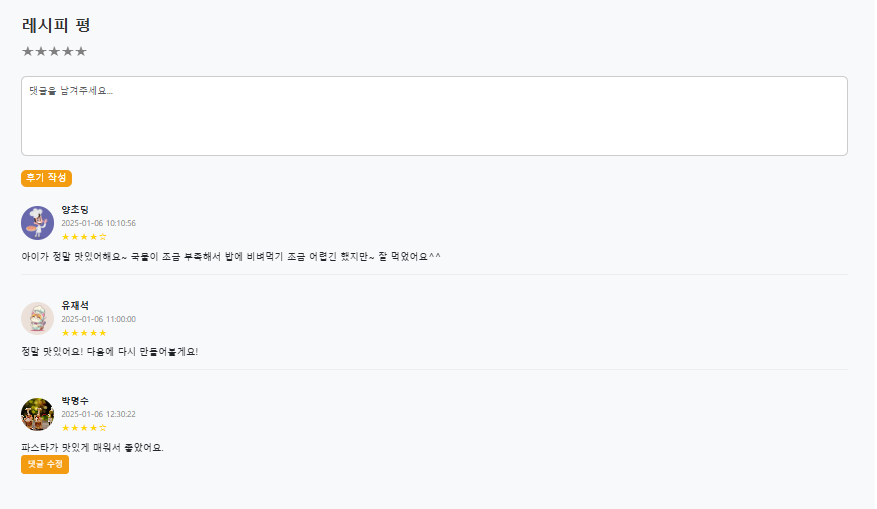 레시피 평
★★★★★
댓글을 남겨주세요...
후기 작성
양초딩
2025-01-06 10:10:56
★★★★☆
아이가 정말 맛있어해요~ 국물이 조금 부족해서 밥에 비벼먹기 조금 어렵긴 했지만~ 잘 먹었어요^^
유재석
2025-01-06 11:00:00
★★★★★
정말 맛있어요! 다음에 다시 만들어볼게요!
박명수
2025-01-06 12:30:22
★★★★☆
파스타가 맛있게 매워서 좋았어요.
댓글 수정